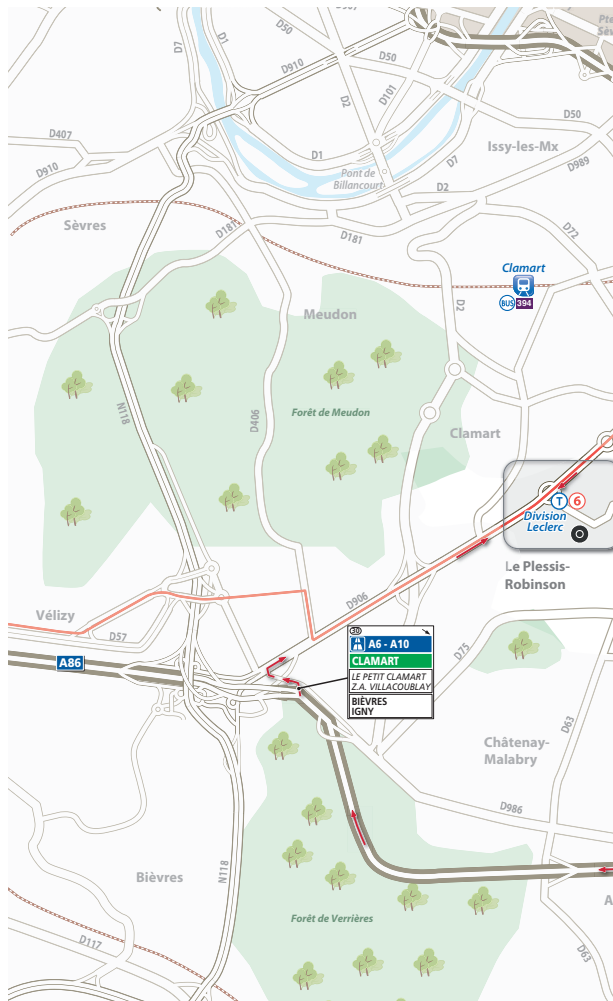 D7
D1
D50
D907
Pte
Sèv
D910
D50
D101
D2
D50
D407
D910
D1
Issy-les-Mx
D989
Pont de
Billancourt
D7
D2
Sèvres
D181
D181
D72
Clamart
BUS 394
D2
Meudon
N118
D406
Forêt de Meudon
Clamart
T 6
Division
Leclerc
Le Plessis-
Robinson
D906
Vélizy
D57
30
A6 - A10
CLAMART
LE PETIT CLAMART
Z.A. VILLACOUBLAY
BIÈVRES
IGNY
D75
A86
D63
Châtenay-
Malabry
D986
Bièvres
N118
A
Forêt de Verrières
D117
D63